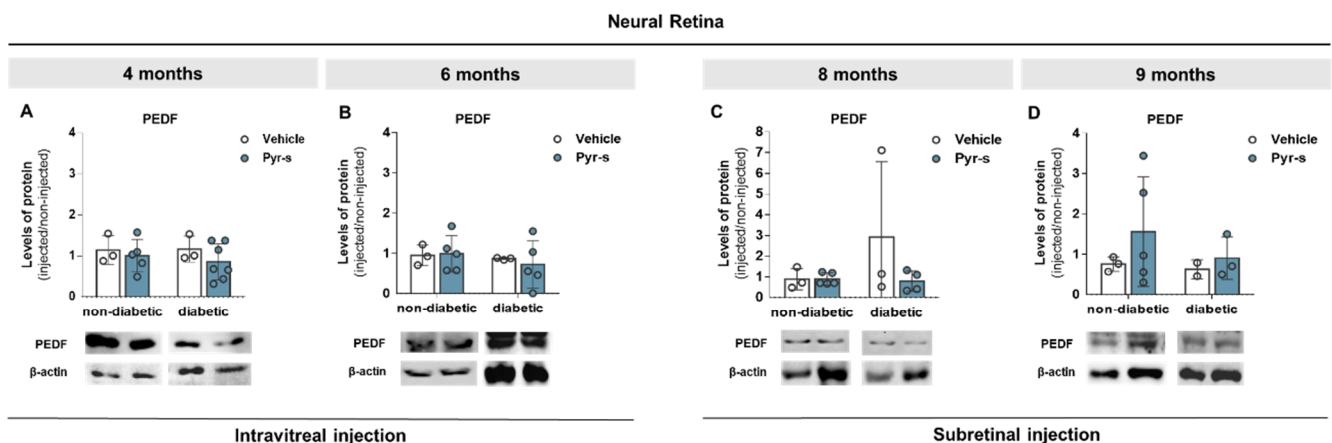 Neural Retina
4 months
6 months
8 months
9 months
A
PEDF
Levels of protein
(injected/non-injected)
4
3
2
1
0
Vehicle
Pyr-s
non-diabetic
diabetic
PEDF
β-actin
B
PEDF
Levels of protein
(injected/non-injected)
4
3
2
1
0
Vehicle
Pyr-s
non-diabetic
diabetic
PEDF
β-actin
C
PEDF
Levels of protein
(injected/non-injected)
8
7
6
5
4
3
2
1
0
Vehicle
Pyr-s
non-diabetic
diabetic
PEDF
β-actin
D
PEDF
Levels of protein
(injected/non-injected)
4
3
2
1
0
Vehicle
Pyr-s
non-diabetic
diabetic
PEDF
β-actin
Intravitreal injection
Subretinal injection